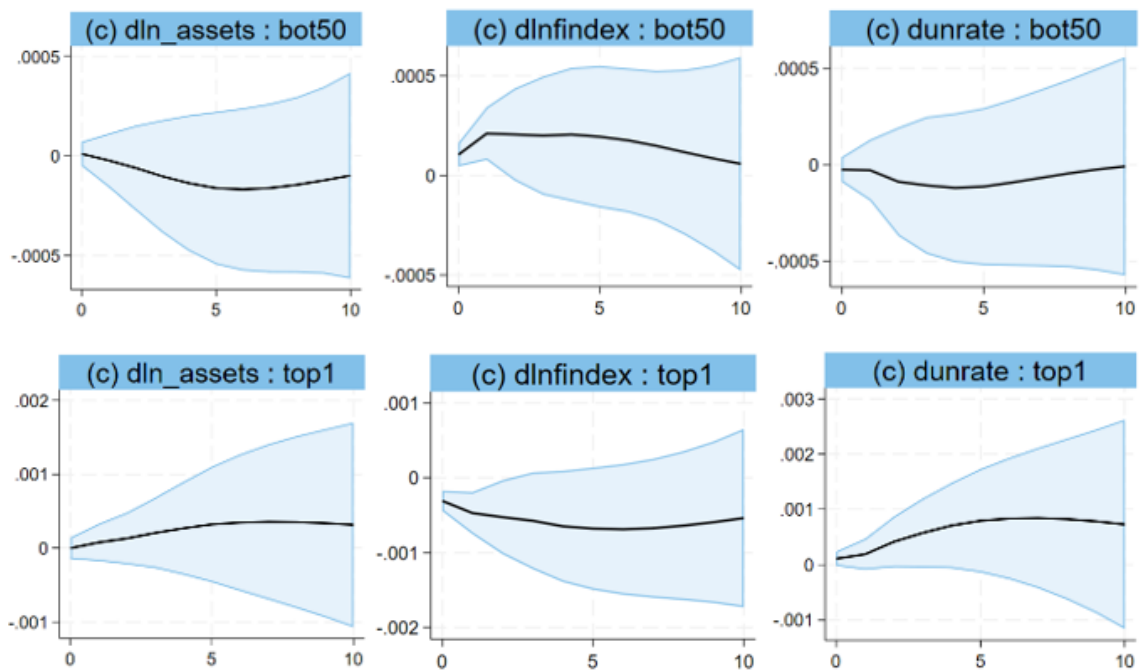 (c) dln_assets : bot50
(c) dlnfindex : bot50
(c) dunrate : bot50
.0005
0
-.0005
0 5 10
.0005
0
-.0005
0 5 10
.0005
0
-.0005
0 5 10
(c) dln_assets : top1
(c) dlnfindex : top1
(c) dunrate : top1
.002
.001
0
-.001
0 5 10
.001
0
-.001
-.002
0 5 10
.003
.002
.001
0
-.001
0 5 10